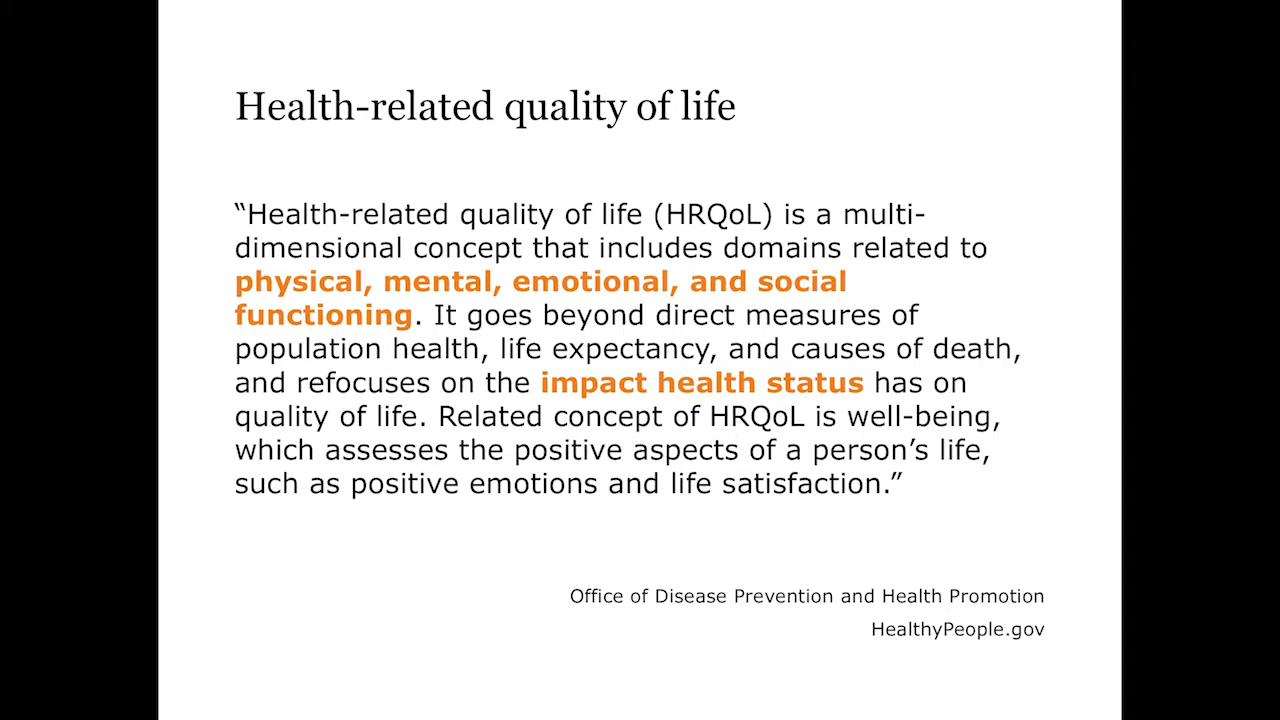 Health-related quality of life
“Health-related quality of life (HRQoL) is a multi-
dimensional concept that includes domains related to
physical, mental, emotional, and social
functioning. It goes beyond direct measures of
population health, life expectancy, and causes of death,
and refocuses on the impact health status has on
quality of life. Related concept of HRQoL is well-being,
which assesses the positive aspects of a person’s life,
such as positive emotions and life satisfaction.”
Office of Disease Prevention and Health Promotion
HealthyPeople.gov